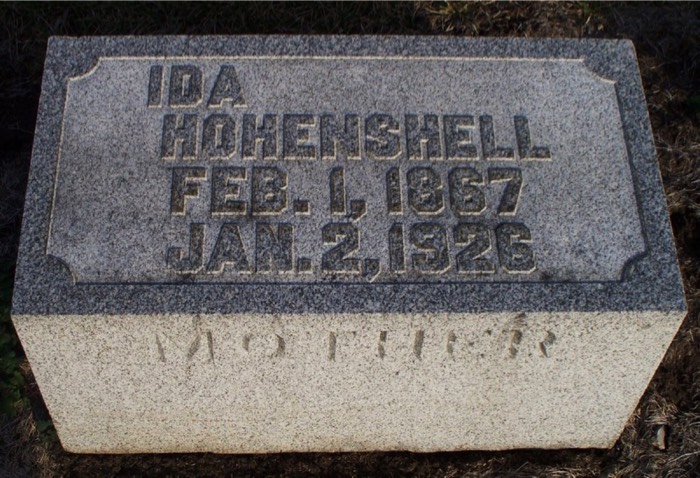 IDA
HOHENSHELL
FEB. 1, 1867
JAN. 2, 1926
MOTHER